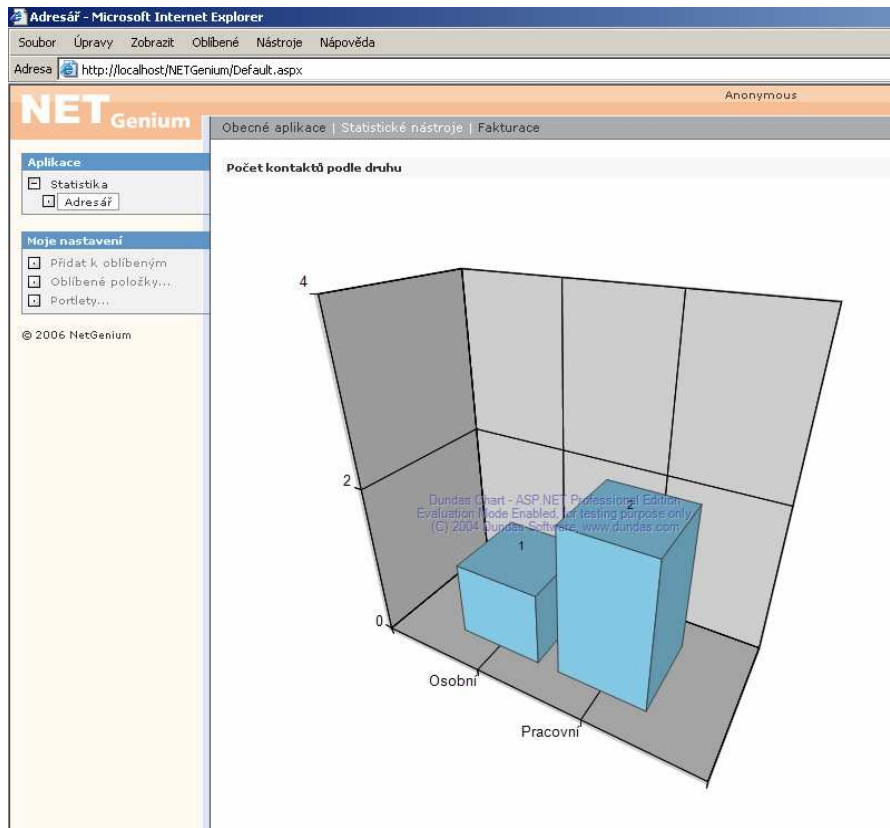 Adresář - Microsoft Internet Explorer
Soubor Úpravy Zobrazit Oblíbené Nástroje Nápověda
Adresa http://localhost/NETGenium/Default.aspx
Anonymous
NET Genium
Obecné aplikace | Statistické nástroje | Fakturace
Aplikace
Statistika
Adresář
Moje nastavení
Přidat k oblíbeným
Oblíbené položky...
Portlety...
© 2006 NetGenium
Počet kontaktů podle druhu
4
2
0
Dundas Chart - ASP.NET Professional Edition
Evaluation Mode Enabled, for testing purpose only.
(C) 2004 Dundas Software, www.dundas.com
2
1
Osobní
Pracovní